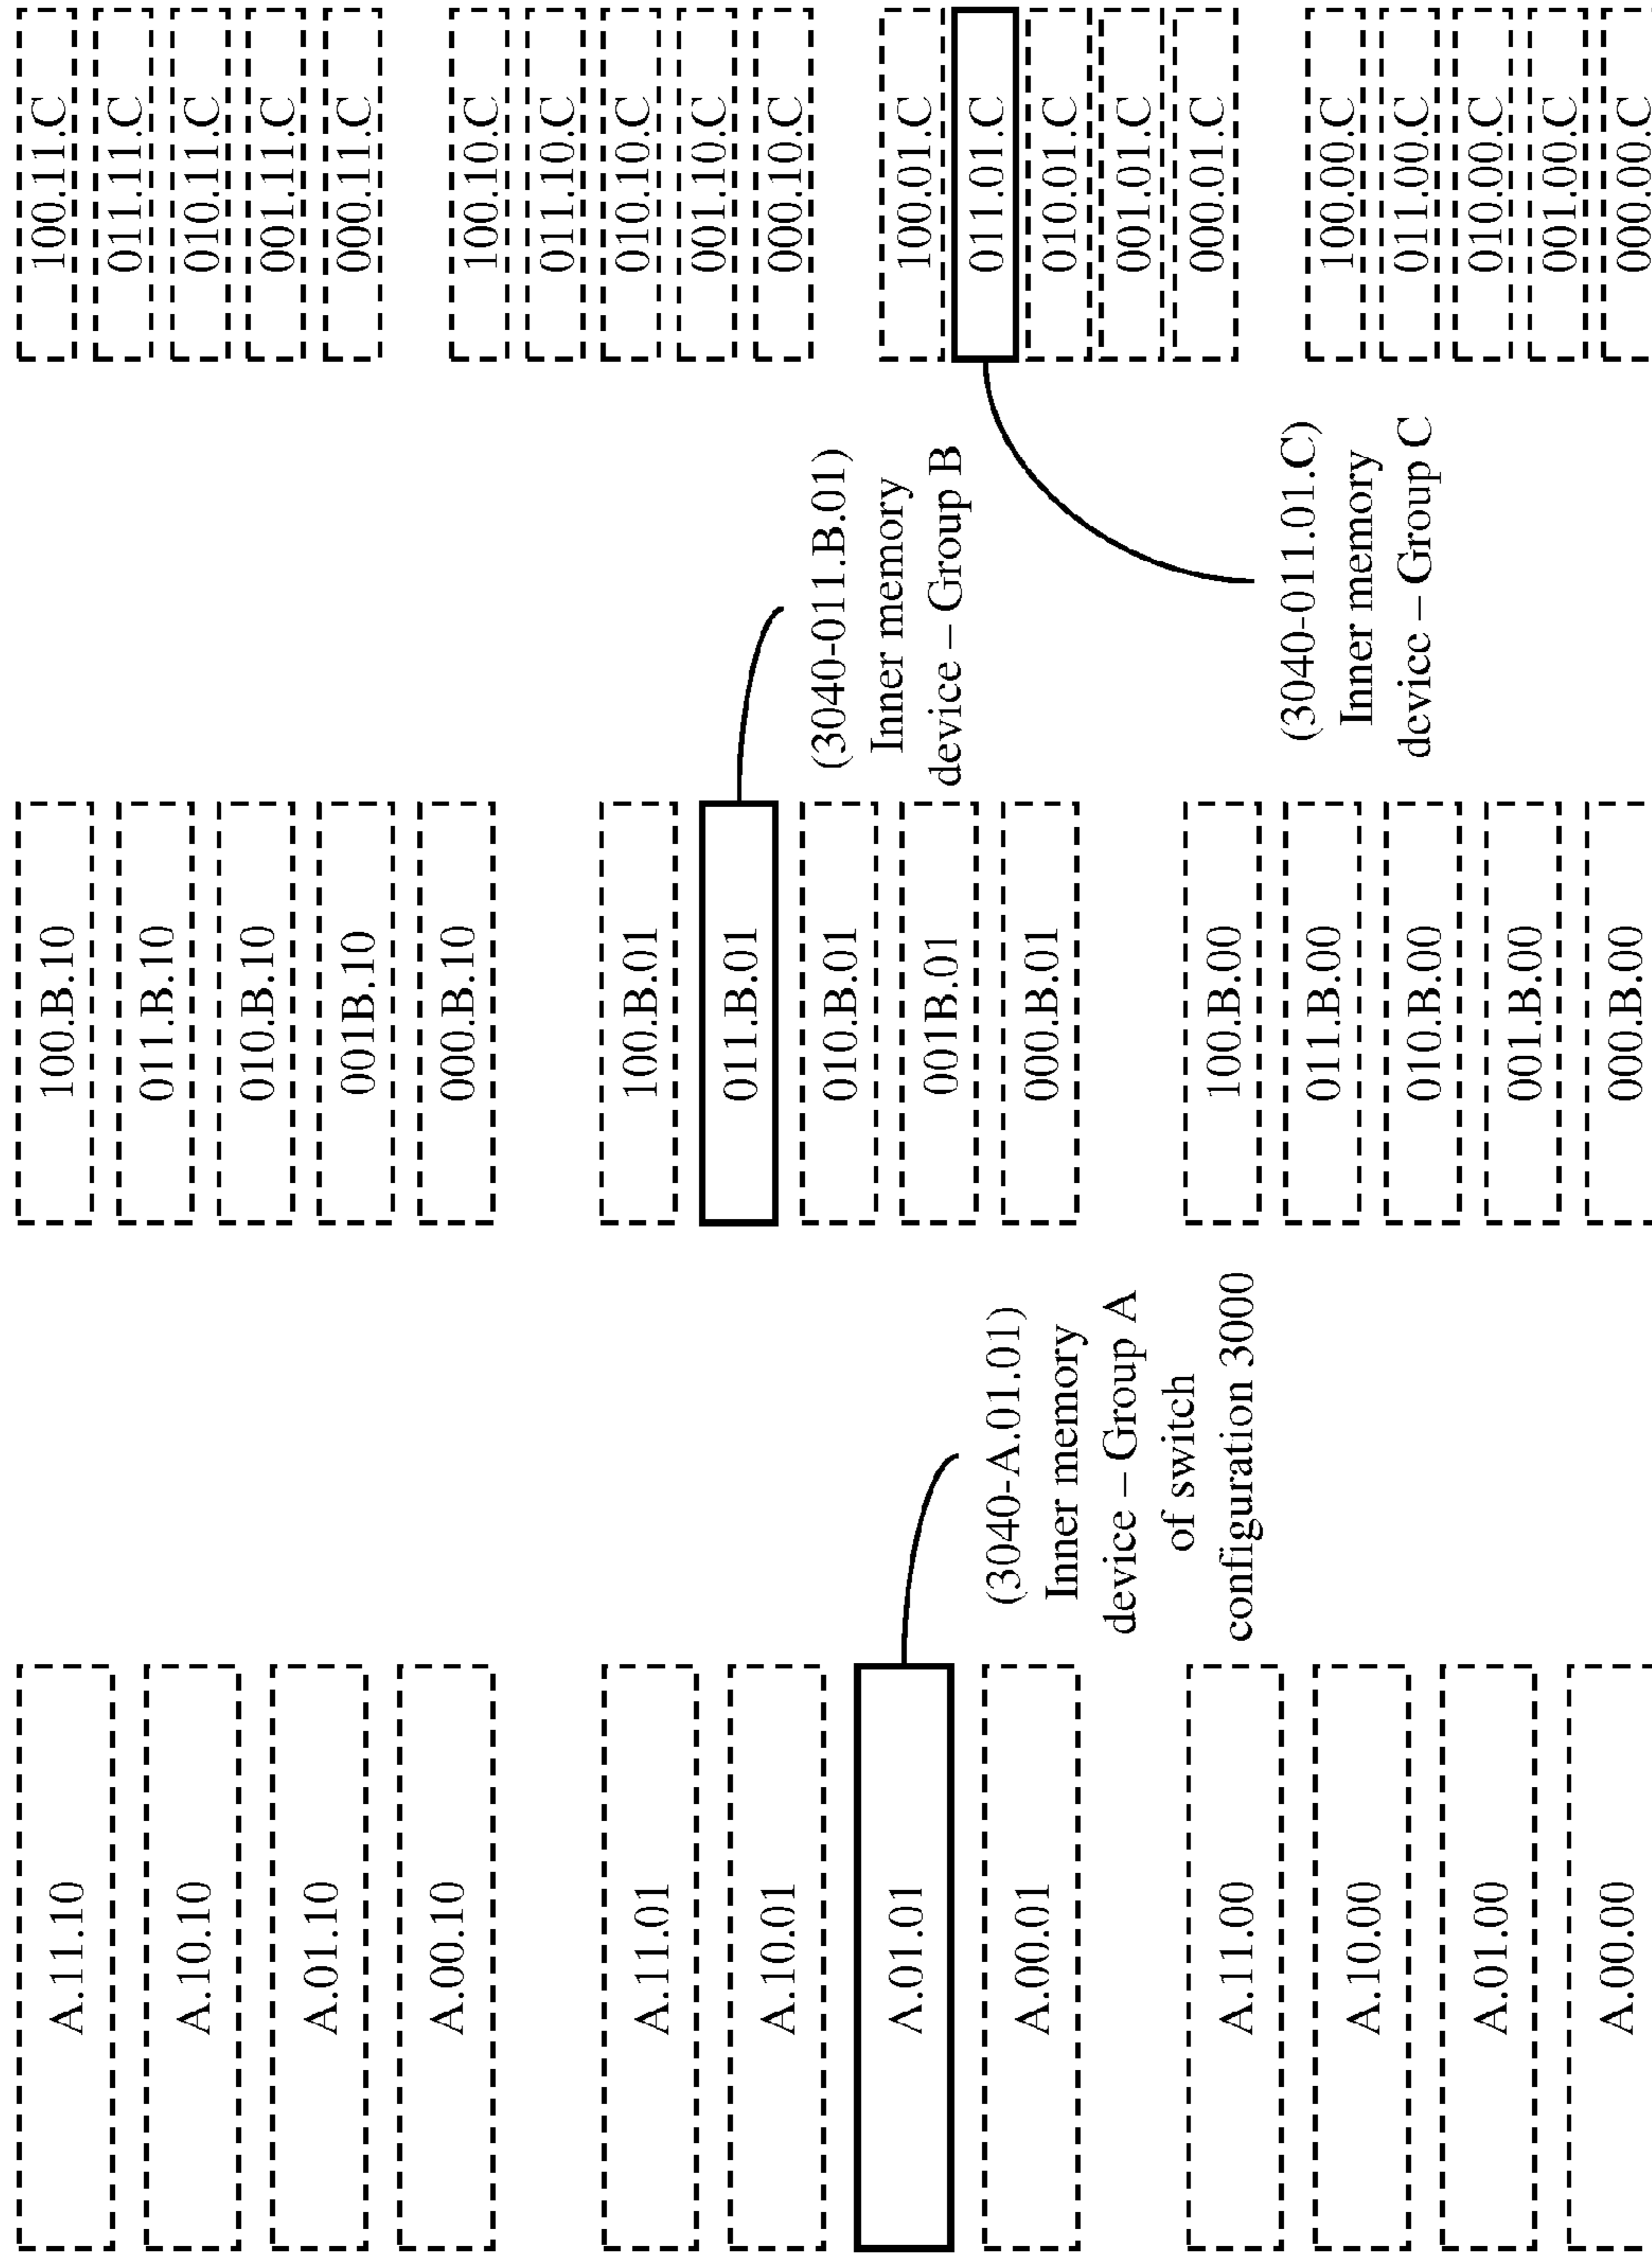 A.11.10
A.10.10
A.01.10
A.00.10
A.11.01
A.10.01
A.01.01
A.00.01
A.11.00
A.10.00
A.01.00
A.00.00
(3040-A.01.01)
Inner memory
device – Group A
of switch
configuration 3000
100.B.10
011.B.10
010.B.10
001B.10
000.B.10
100.B.01
011.B.01
010.B.01
001B.01
000.B.01
100.B.00
011.B.00
010.B.00
001.B.00
000.B.00
(3040-011.B.01)
Inner memory
device – Group B
(3040-011.01.C)
Inner memory
device – Group C
100.11.C
011.11.C
010.11.C
001.11.C
000.11.C
100.10.C
011.10.C
010.10.C
001.10.C
000.10.C
100.01.C
011.01.C
010.01.C
001.01.C
000.01.C
100.00.C
011.00.C
010.00.C
001.00.C
000.00.C